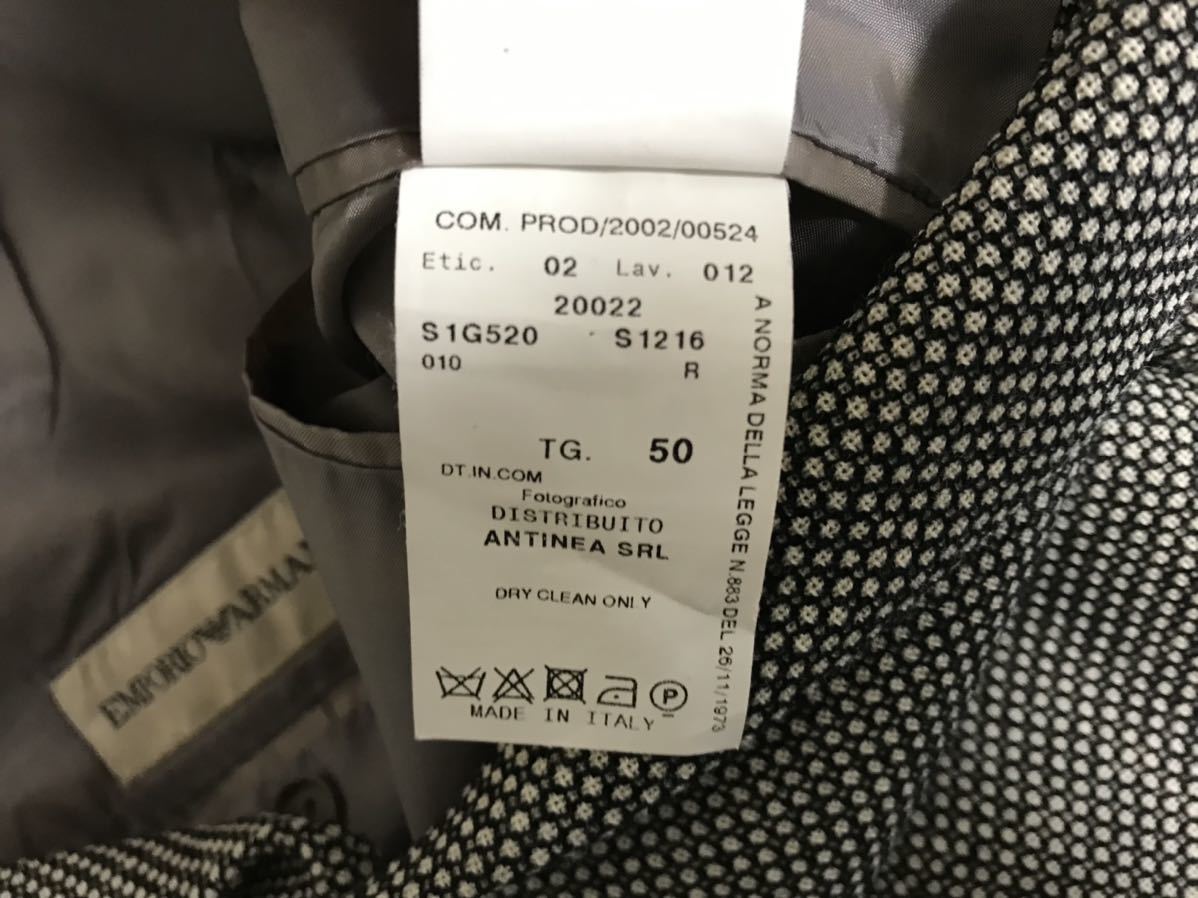 COM. PROD/2002/00524
Etic. 02 Lav. 012
20022
S1G520 S1216
010 R
TG. 50
DT.IN.COM
Fotografico
DISTRIBUITO
ANTINEA SRL
DRY CLEAN ONLY
P
MADE IN ITALY
A NORMA DELLA LEGGE N.883 DEL 26/11/1973
EMPORIO ARMA